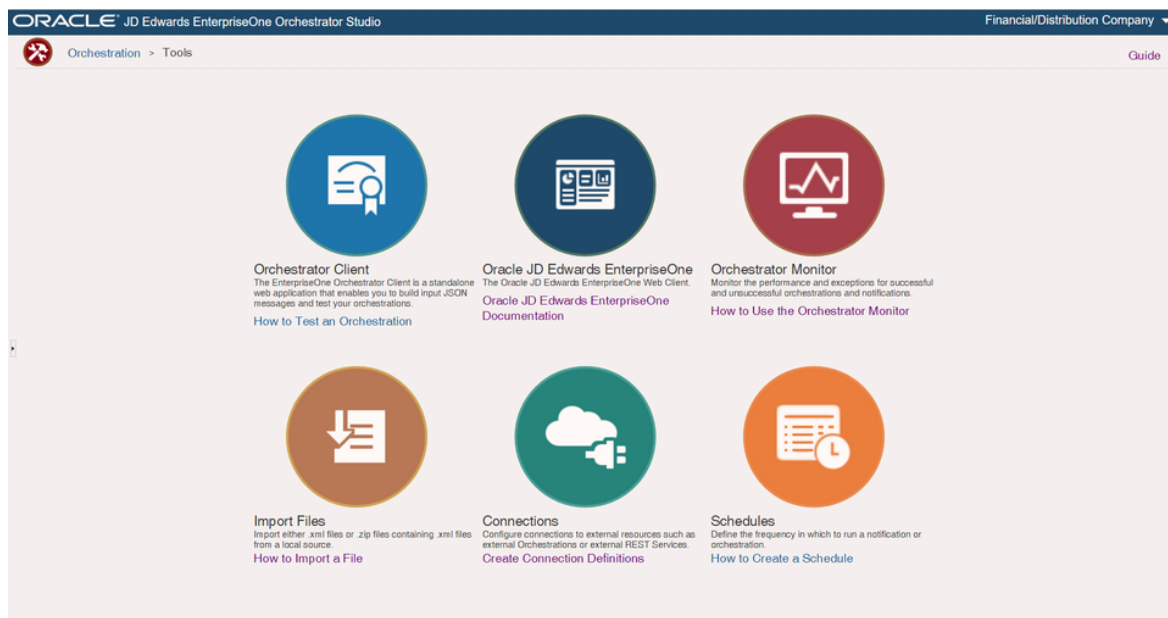 ORACLE JD Edwards EnterpriseOne Orchestrator Studio
Financial/Distribution Company
Orchestration > Tools
Guide
Orchestrator Client
The EnterpriseOne Orchestrator Client is a standalone
web application that enables you to build input JSON
messages and test your orchestrations.
How to Test an Orchestration
Oracle JD Edwards EnterpriseOne
The Oracle JD Edwards EnterpriseOne Web Client.
Oracle JD Edwards EnterpriseOne
Documentation
Orchestrator Monitor
Monitor the performance and exceptions for successful
and unsuccessful orchestrations and notifications.
How to Use the Orchestrator Monitor
Import Files
Import either .xml files or .zip files containing .xml files
from a local source.
How to Import a File
Connections
Configure connections to external resources such as
external Orchestrations or external REST Services.
Create Connection Definitions
Schedules
Define the frequency in which to run a notification or
orchestration.
How to Create a Schedule